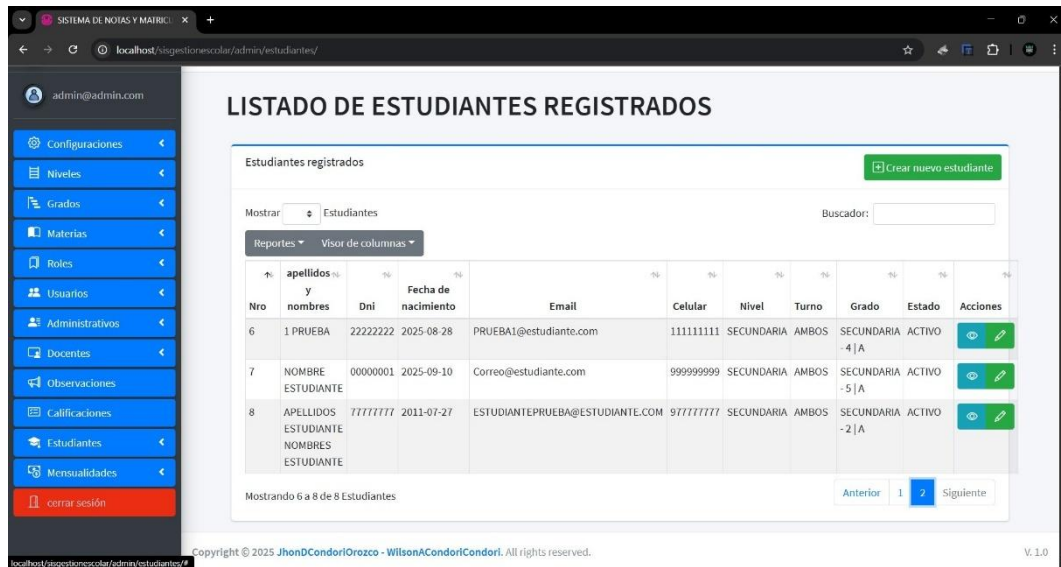 SISTEMA DE NOTAS Y MATRICU
localhost/sisgestionescolar/admin/estudiantes/
admin@admin.com
Configuraciones
Niveles
Grados
Materias
Roles
Usuarios
Administrativos
Docentes
Observaciones
Calificaciones
Estudiantes
Mensualidades
cerrar sesión
LISTADO DE ESTUDIANTES REGISTRADOS
Estudiantes registrados
Crear nuevo estudiante
Mostrar Estudiantes
Buscador:
Reportes Visor de columnas
Nro apellidos y nombres Dni Fecha de nacimiento Email Celular Nivel Turno Grado Estado Acciones
6 1 PRUEBA 22222222 2025-08-28 PRUEBA1@estudiante.com 111111111 SECUNDARIA AMBOS SECUNDARIA ACTIVO
- 4 | A
7 NOMBRE 00000001 2025-09-10 Correo@estudiante.com 999999999 SECUNDARIA AMBOS SECUNDARIA ACTIVO
ESTUDIANTE - 5 | A
8 APELLIDOS 77777777 2011-07-27 ESTUDIANTEPRUEBA@ESTUDIANTE.COM 977777777 SECUNDARIA AMBOS SECUNDARIA ACTIVO
ESTUDIANTE - 2 | A
NOMBRES
ESTUDIANTE
Mostrando 6 a 8 de 8 Estudiantes
Anterior 1 2 Siguiente
Copyright © 2025 JhonDCondoriOrozco - WilsonACondoriCondori. All rights reserved.
V. 1.0
localhost/sisgestionescolar/admin/estudiantes/#